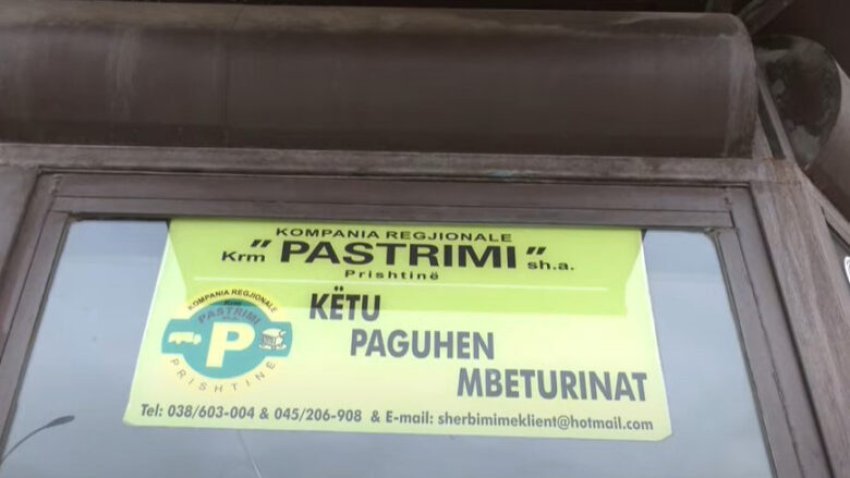 KOMPANIA REGJIONALE
Krm "PASTRIMI" sh.a.
Prishtinë
KOMPANIA REGJIONALE
PASTRIMI
P
PRISHTINË
KËTU
PAGUHEN
MBETURINAT
Tel: 038/603-004 & 045/206-908 & E-mail: sherbimimeklient@hotmail.com